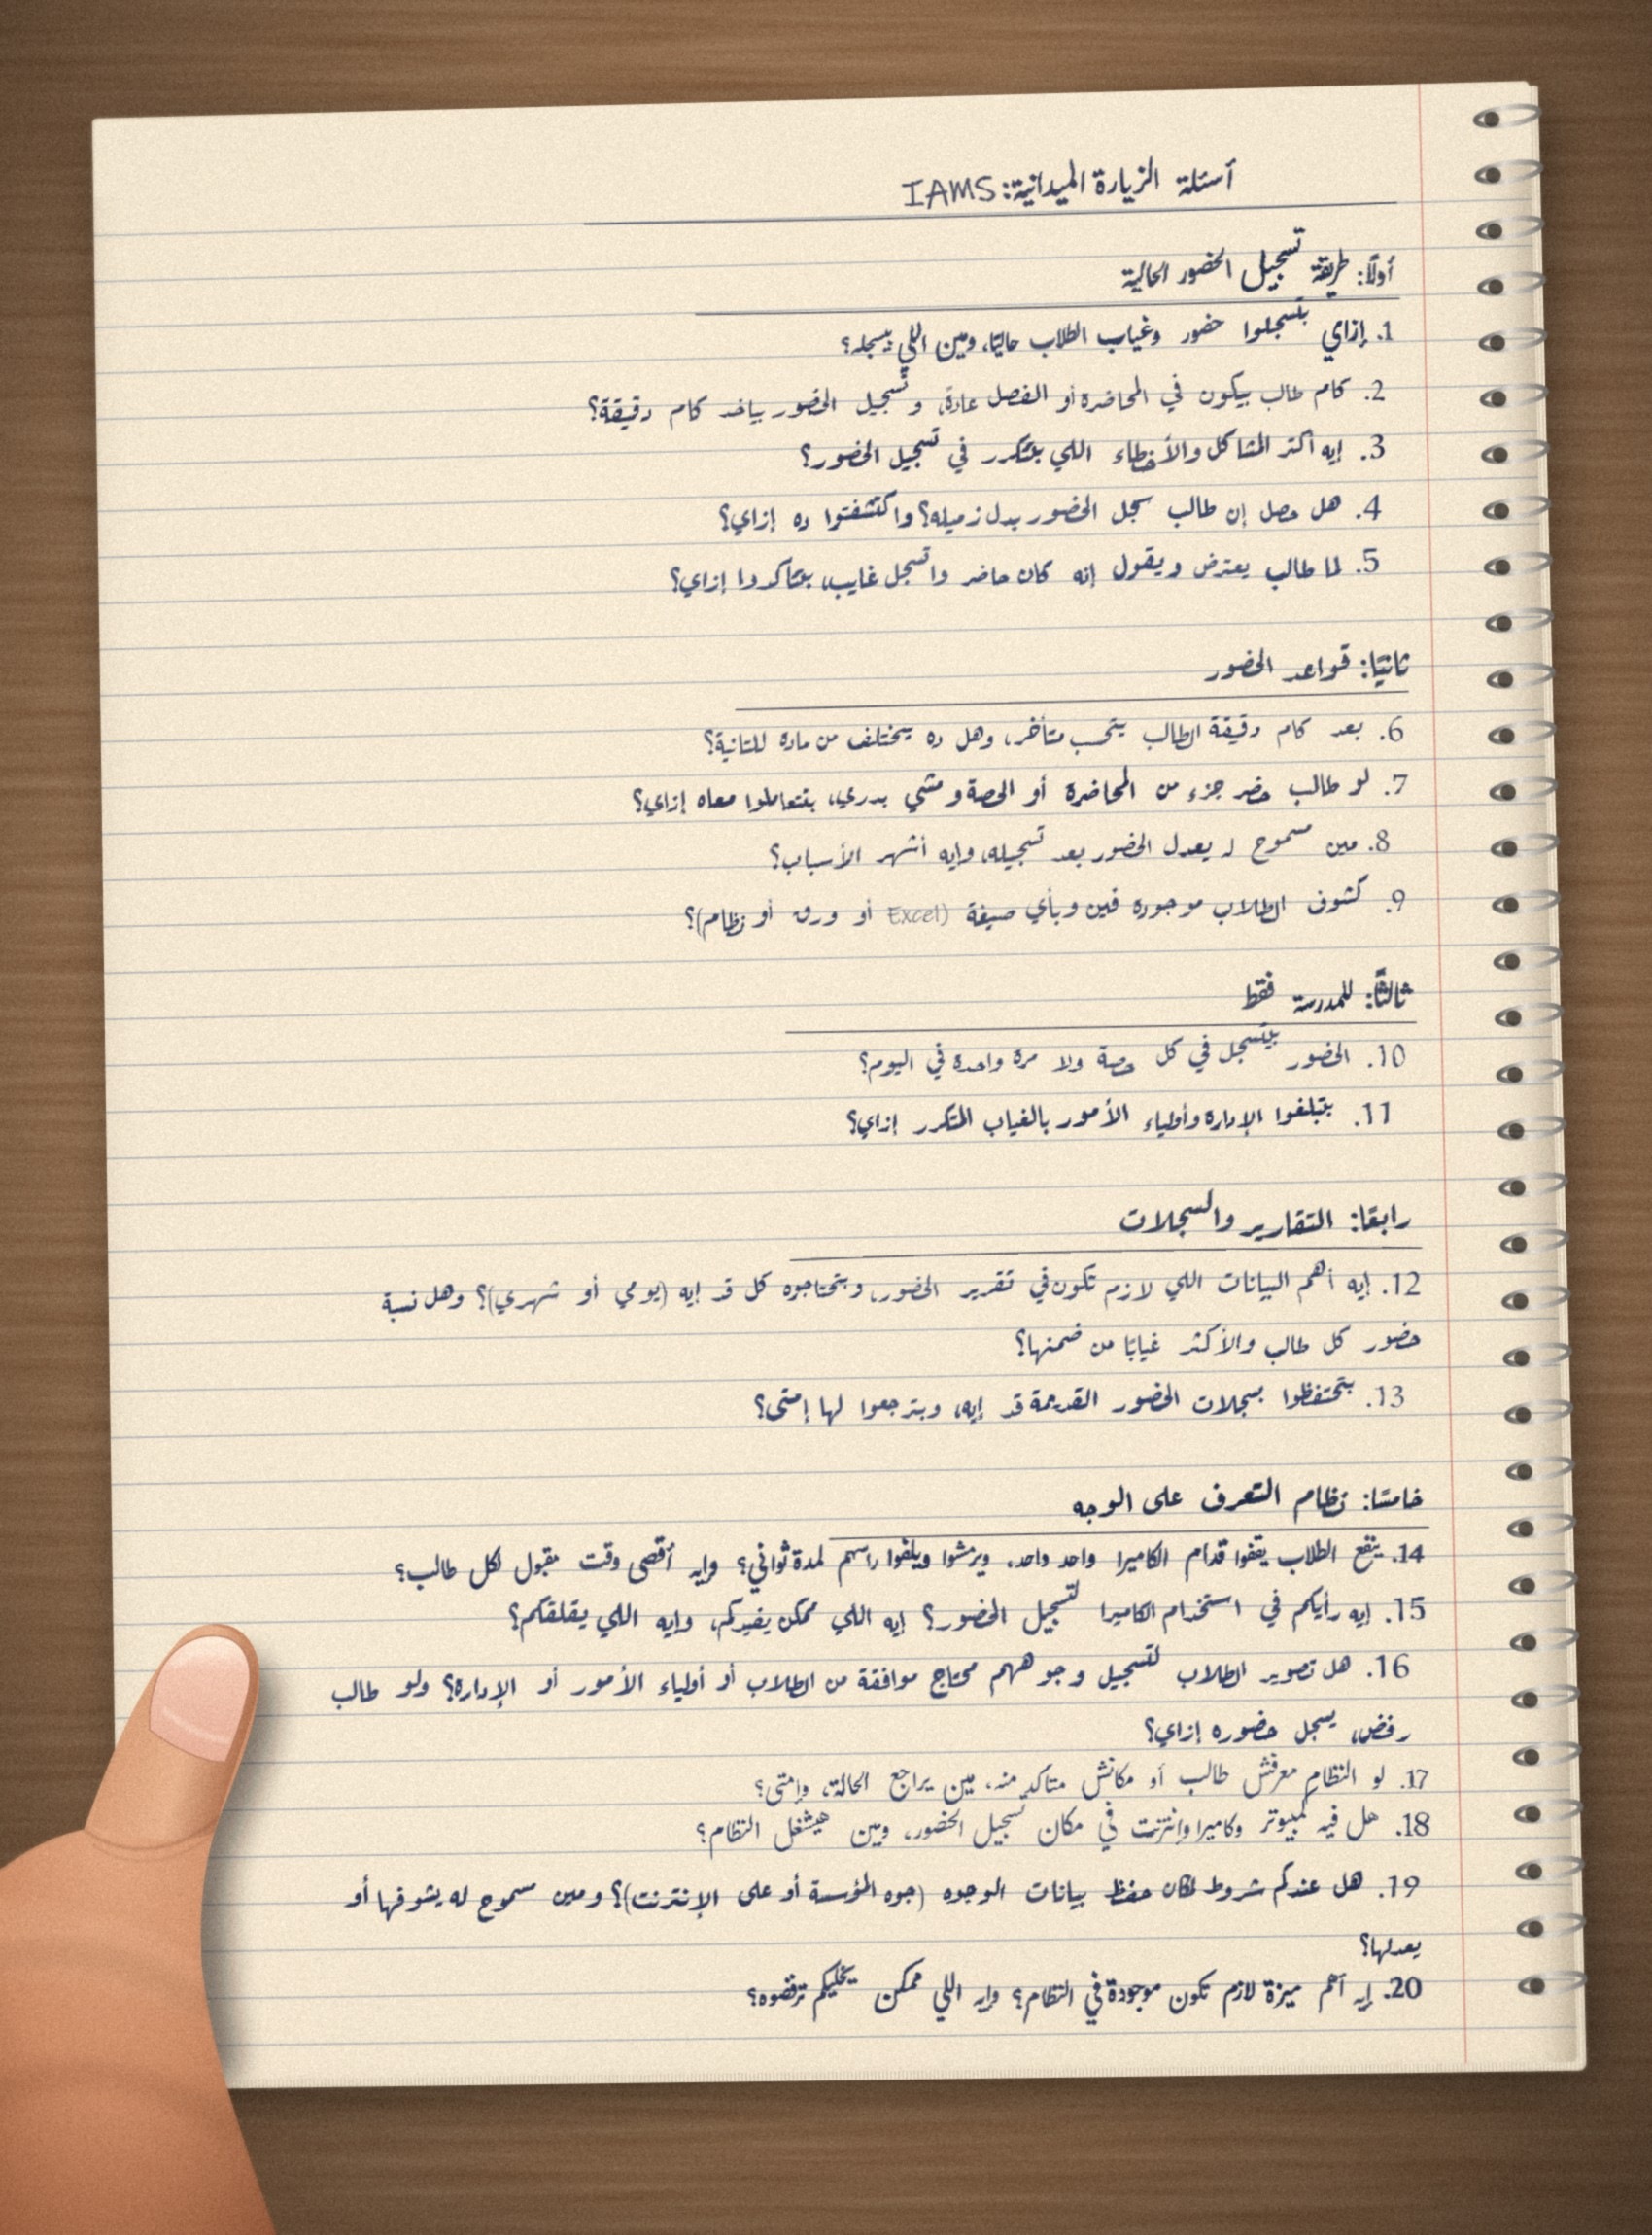 أسئلة الزيارة الميدانية: IAMS
أولًا: طريقة تسجيل الحضور الحالية
1. إزاي بتسجلوا حضور وغياب الطلاب حاليًا، ومين اللي بيسجله؟
2. كام طالب بيكون في المحاضرة أو الفصل عادة، وتسجيل الحضور بياخد كام دقيقة؟
3. إيه أكتر المشاكل والأخطاء اللي بتتكرر في تسجيل الحضور؟
4. هل حصل إن طالب سجل الحضور بدل زميله؟ واكتشفتوا ده إزاي؟
5. لما طالب يعترض ويقول إنه كان حاضر واتسجل غايب، بتتأكدوا إزاي؟
ثانيًا: قواعد الحضور
6. بعد كام دقيقة الطالب يتحسب متأخر، وهل ده بيختلف من مادة للتانية؟
7. لو طالب حضر جزء من المحاضرة أو الحصة ومشي بدري، بتتعاملوا معاه إزاي؟
8. مين مسموح له يعدل الحضور بعد تسجيله، وإيه أشهر الأسباب؟
9. كشوف الطلاب موجودة فين وبأي صيغة (Excel أو ورق أو نظام)؟
ثالثًا: للمدرسة فقط
10. الحضور بيتسجل في كل حصة ولا مرة واحدة في اليوم؟
11. بتبلغوا الإدارة وأولياء الأمور بالغياب المتكرر إزاي؟
رابعًا: التقارير والسجلات
12. إيه أهم البيانات اللي لازم تكون في تقرير الحضور، وبتحتاجوه كل قد إيه (يومي أو شهري)؟ وهل نسبة
حضور كل طالب والأكثر غيابًا من ضمنها؟
13. بتحتفظوا بسجلات الحضور القديمة قد إيه، وبترجعوا لها إمتى؟
خامسًا: نظام التعرف على الوجه
14. ينفع الطلاب يقفوا قدام الكاميرا واحد واحد، ويرمشوا ويلفوا راسهم لمدة ثواني؟ وإيه أقصى وقت مقبول لكل طالب؟
15. إيه رأيكم في استخدام الكاميرا لتسجيل الحضور؟ إيه اللي ممكن يفيدكم، وإيه اللي يقلقكم؟
16. هل تصوير الطلاب لتسجيل وجوههم محتاج موافقة من الطلاب أو أولياء الأمور أو الإدارة؟ ولو طالب
رفض، يسجل حضوره إزاي؟
17. لو النظام معرفش طالب أو مكانش متأكد منه، مين يراجع الحالة، وإمتى؟
18. هل فيه كمبيوتر وكاميرا وإنترنت في مكان تسجيل الحضور، ومين هيشغل النظام؟
19. هل عندكم شروط لمكان حفظ بيانات الوجوه (جوه المؤسسة أو على الإنترنت)؟ ومين مسموح له يشوفها أو
يعدلها؟
20. إيه أهم ميزة لازم تكون موجودة في النظام؟ وإيه اللي ممكن يخليكم ترفضوه؟